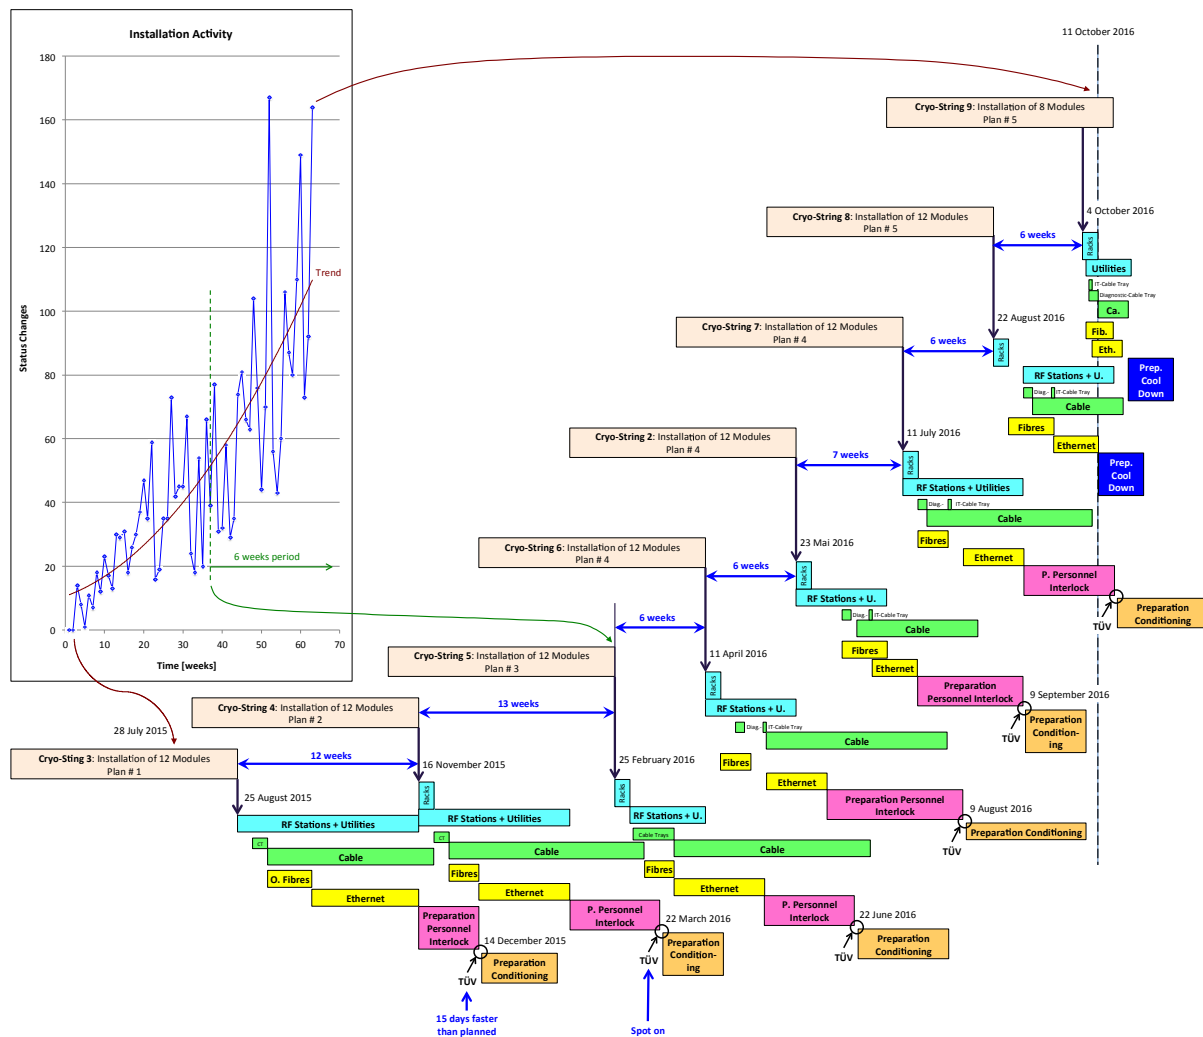 Installation Activity
180
160
140
120
100
80
60
40
20
0
0
10
20
30
40
50
60
70
Status Changes
Time [weeks]
Trend
6 weeks period
11 October 2016
Cryo-String 9: Installation of 8 Modules
Plan # 5
4 October 2016
Cryo-String 8: Installation of 12 Modules
Plan # 5
6 weeks
Racks
Utilities
IT-Cable Tray
Diagnostic-Cable Tray
Ca.
Fib.
Eth.
22 August 2016
Cryo-String 7: Installation of 12 Modules
Plan # 4
6 weeks
Racks
RF Stations + U.
Prep.
Cool
Down
Diag.-
IT-Cable Tray
Cable
Fibres
Ethernet
11 July 2016
Cryo-String 2: Installation of 12 Modules
Plan # 4
7 weeks
Racks
Prep.
Cool
Down
RF Stations + Utilities
Diag.-
IT-Cable Tray
Cable
Fibres
Ethernet
P. Personnel
Interlock
TÜV
Preparation
Conditioning
23 Mai 2016
Cryo-String 6: Installation of 12 Modules
Plan # 4
6 weeks
Racks
RF Stations + U.
Diag.-
IT-Cable Tray
Cable
Fibres
Ethernet
Preparation
Personnel Interlock
9 September 2016
TÜV
Preparation
Condition-
ing
6 weeks
11 April 2016
Cryo-String 5: Installation of 12 Modules
Plan # 3
Racks
RF Stations + U.
Diag.-
IT-Cable Tray
Cable
Fibres
Ethernet
Preparation Personnel
Interlock
9 August 2016
TÜV
Preparation Conditioning
13 weeks
Cryo-String 4: Installation of 12 Modules
Plan # 2
25 February 2016
Racks
RF Stations + U.
Cable Trays
Cable
Fibres
Ethernet
P. Personnel
Interlock
22 June 2016
TÜV
Preparation
Conditioning
28 July 2015
Cryo-Sting 3: Installation of 12 Modules
Plan # 1
12 weeks
16 November 2015
Racks
RF Stations + Utilities
CT
Cable
Fibres
Ethernet
P. Personnel
Interlock
22 March 2016
TÜV
Preparation
Condition-
ing
Spot on
25 August 2015
RF Stations + Utilities
CT
Cable
O. Fibres
Ethernet
Preparation
Personnel
Interlock
14 December 2015
TÜV
Preparation
Conditioning
15 days faster
than planned